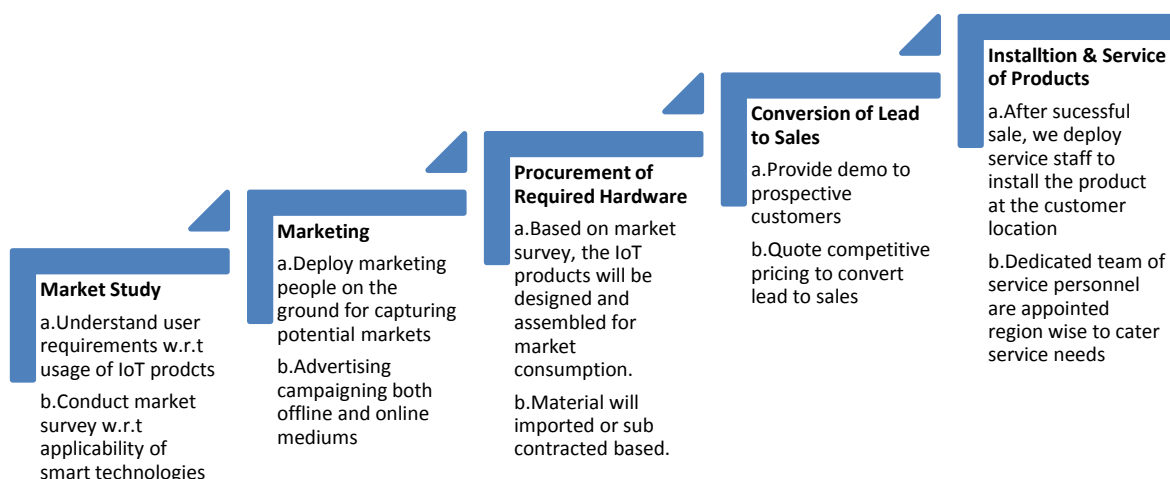 Market Study
a.Understand user
requirements w.r.t
usage of IoT prodcts
b.Conduct market
survey w.r.t
applicability of
smart technologies
Marketing
a.Deploy marketing
people on the
ground for capturing
potential markets
b.Advertising
campaigning both
offline and online
mediums
Procurement of
Required Hardware
a.Based on market
survey, the IoT
products will be
designed and
assembled for
market
consumption.
b.Material will
imported or sub
contracted based.
Conversion of Lead
to Sales
a.Provide demo to
prospective
customers
b.Quote competitive
pricing to convert
lead to sales
Installtion & Service
of Products
a.After sucessful
sale, we deploy
service staff to
install the product
at the customer
location
b.Dedicated team of
service personnel
are appointed
region wise to cater
service needs